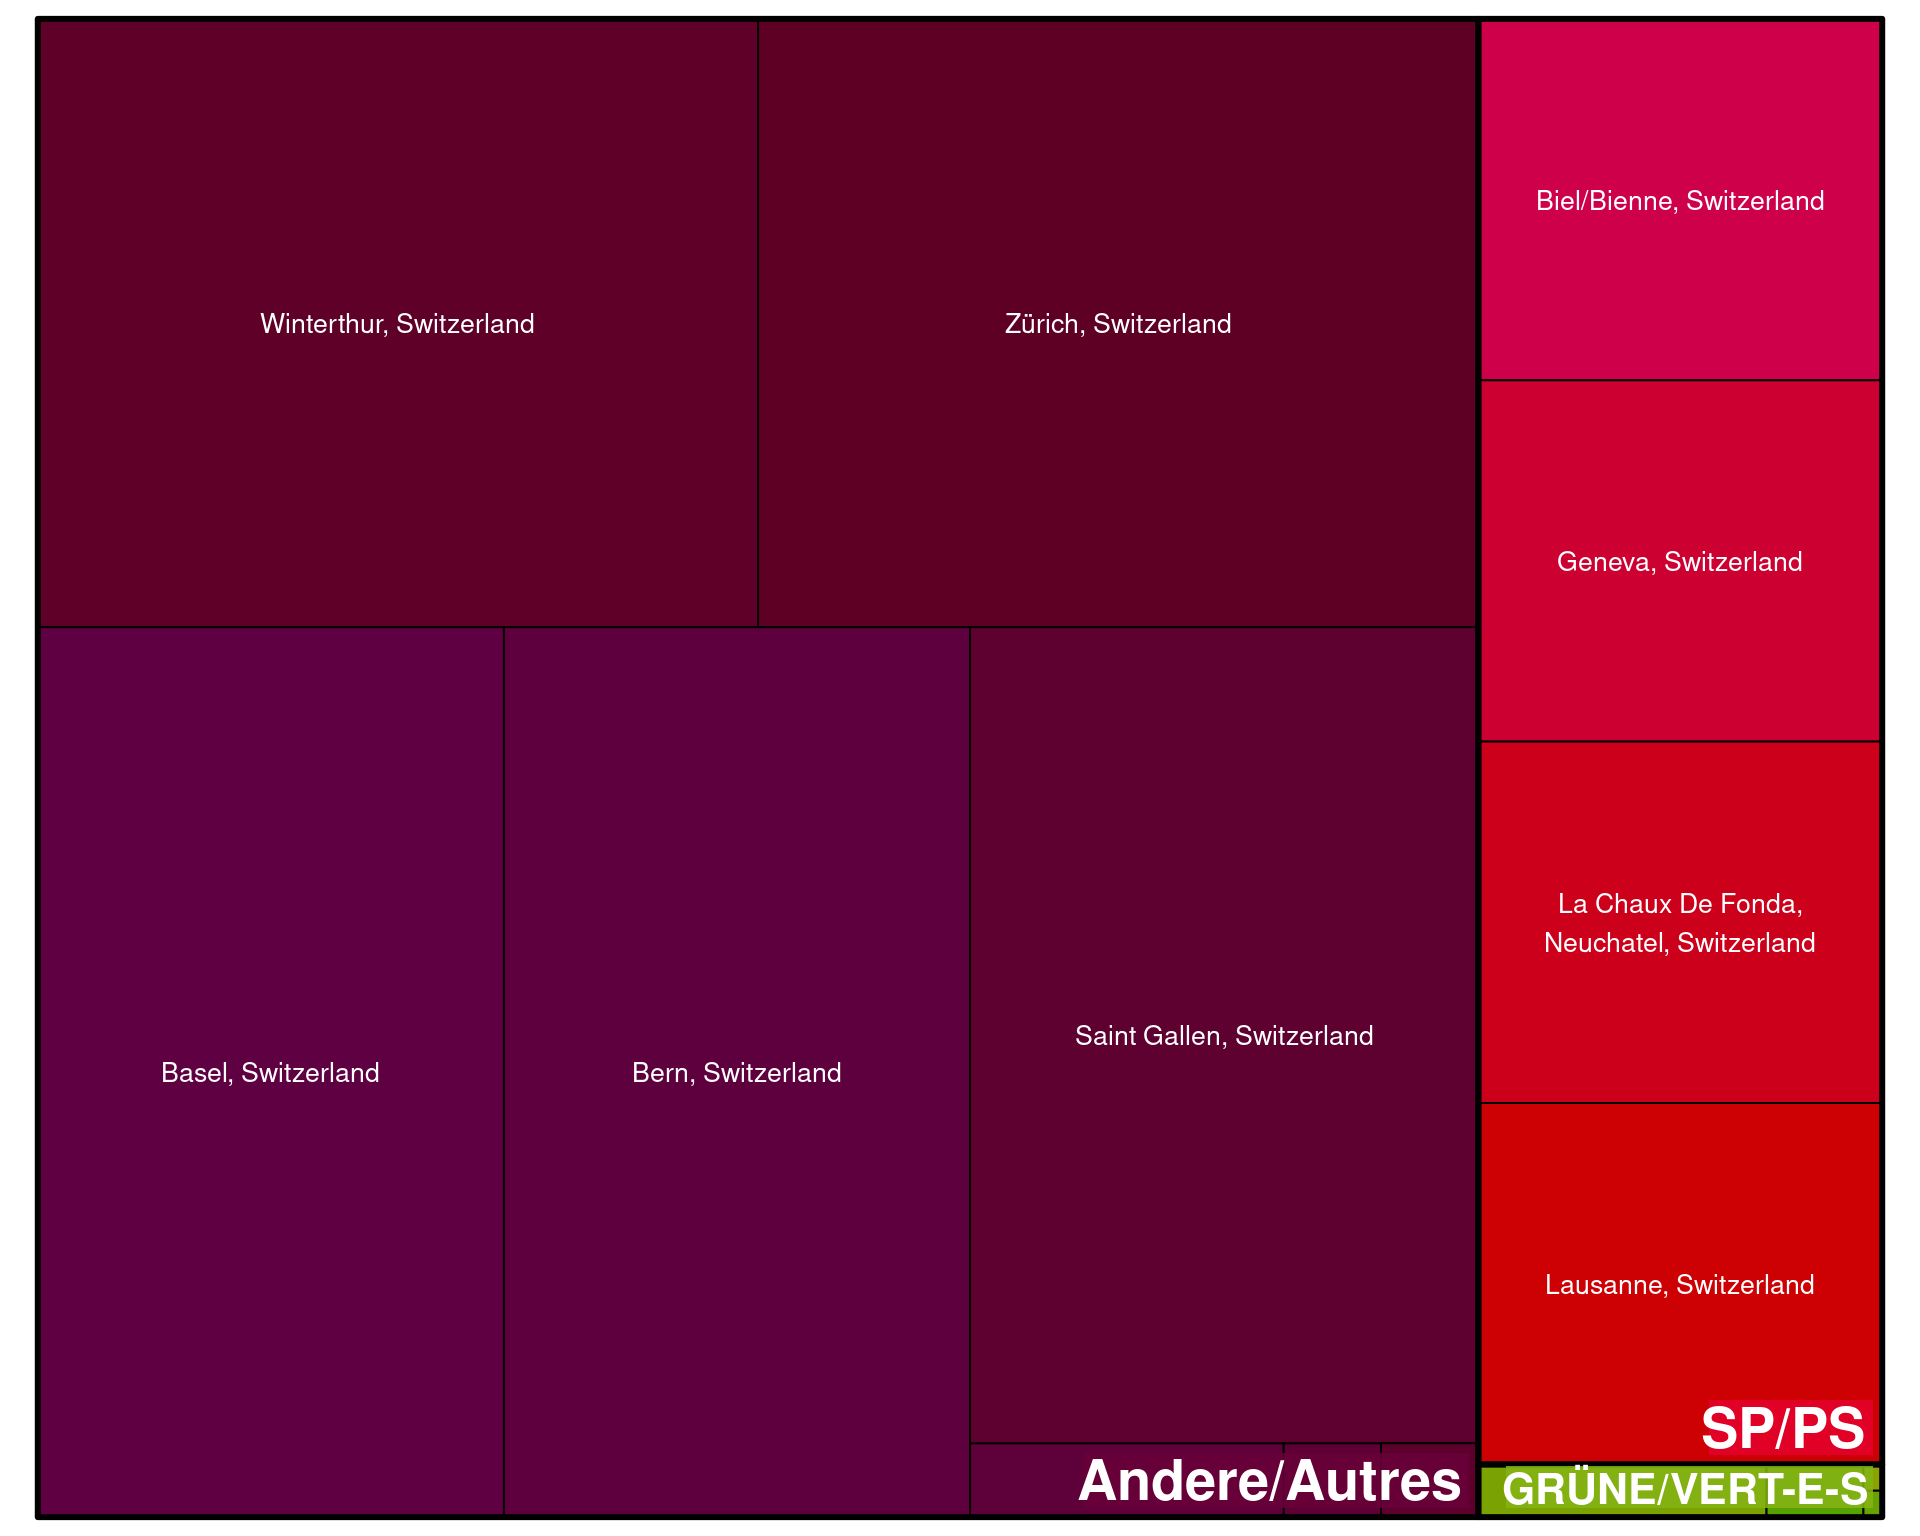 Winterthur, Switzerland
Zürich, Switzerland
Biel/Bienne, Switzerland
Geneva, Switzerland
La Chaux De Fonda,
Neuchatel, Switzerland
Basel, Switzerland
Bern, Switzerland
Saint Gallen, Switzerland
Lausanne, Switzerland
SP/PS
Andere/Autres
GRÜNE/VERT-E-S